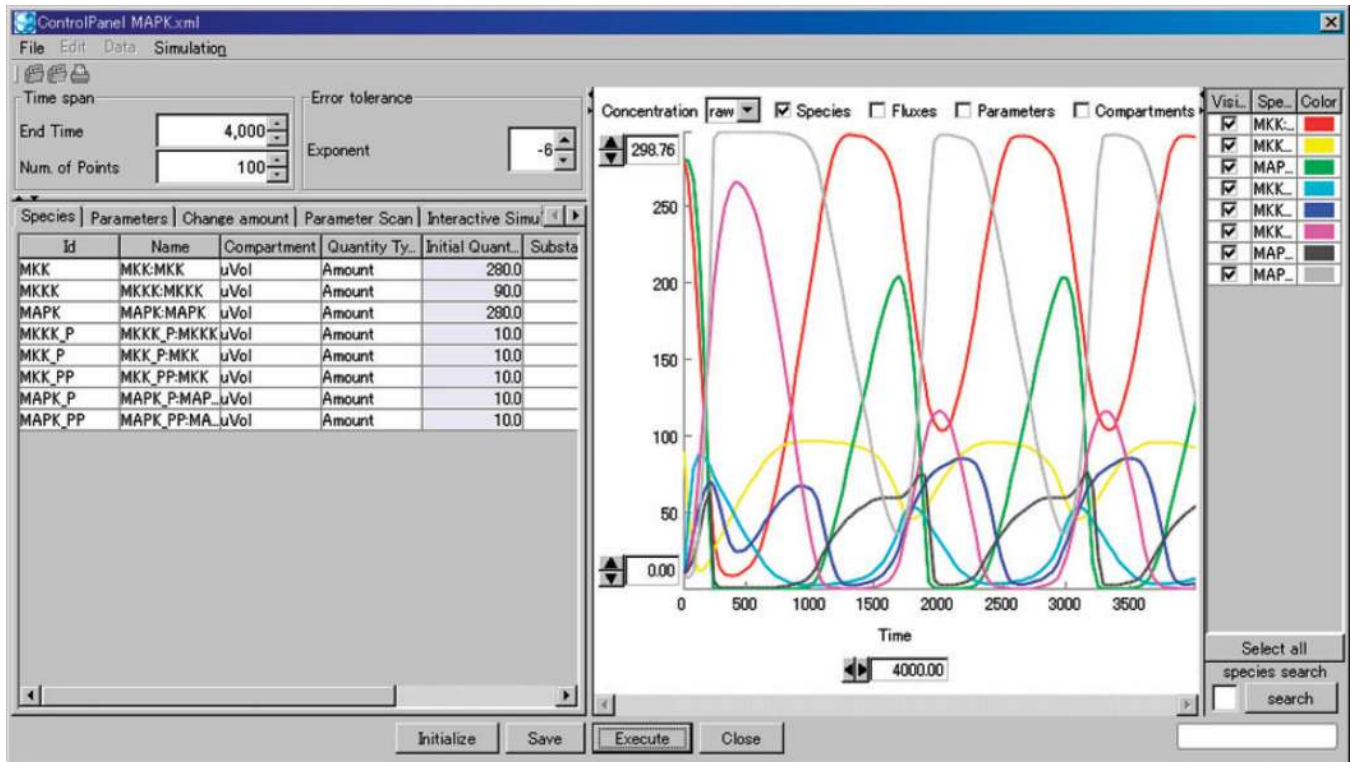 ControlPanel MAPK.xml
File Edit Data Simulation
Time span
End Time 4,000
Num. of Points 100
Error tolerance
Exponent -6
Species Parameters Change amount Parameter Scan Interactive Simu
Id Name Compartment Quantity Ty... Initial Quant... Substa
MKK MKK:MKK uVol Amount 280.0
MKKK MKKK:MKKK uVol Amount 90.0
MAPK MAPK:MAPK uVol Amount 280.0
MKKK_P MKKK_P:MKKK uVol Amount 10.0
MKK_P MKK_P:MKK uVol Amount 10.0
MKK_PP MKK_PP:MKK uVol Amount 10.0
MAPK_P MAPK_P:MAP... uVol Amount 10.0
MAPK_PP MAPK_PP:MA... uVol Amount 10.0
Concentration raw Species Fluxes Parameters Compartments
298.76
250
200
150
100
50
0.00
0 500 1000 1500 2000 2500 3000 3500
Time
4000.00
Visi... Spe... Color
MKK:...
MKK...
MAP...
MKK...
MKK...
MKK...
MAP...
MAP...
Select all
species search
search
Initialize Save Execute Close